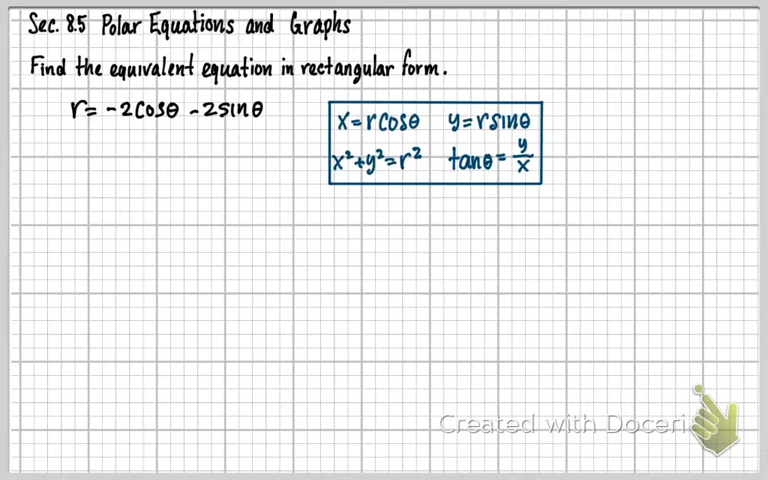 Sec. 8.5 Polar Equations and Graphs
Find the equivalent equation in rectangular form.
r = -2cosθ - 2sinθ
x = rcosθ y = rsinθ
x² + y² = r² tanθ = y/x
Created with Doceri